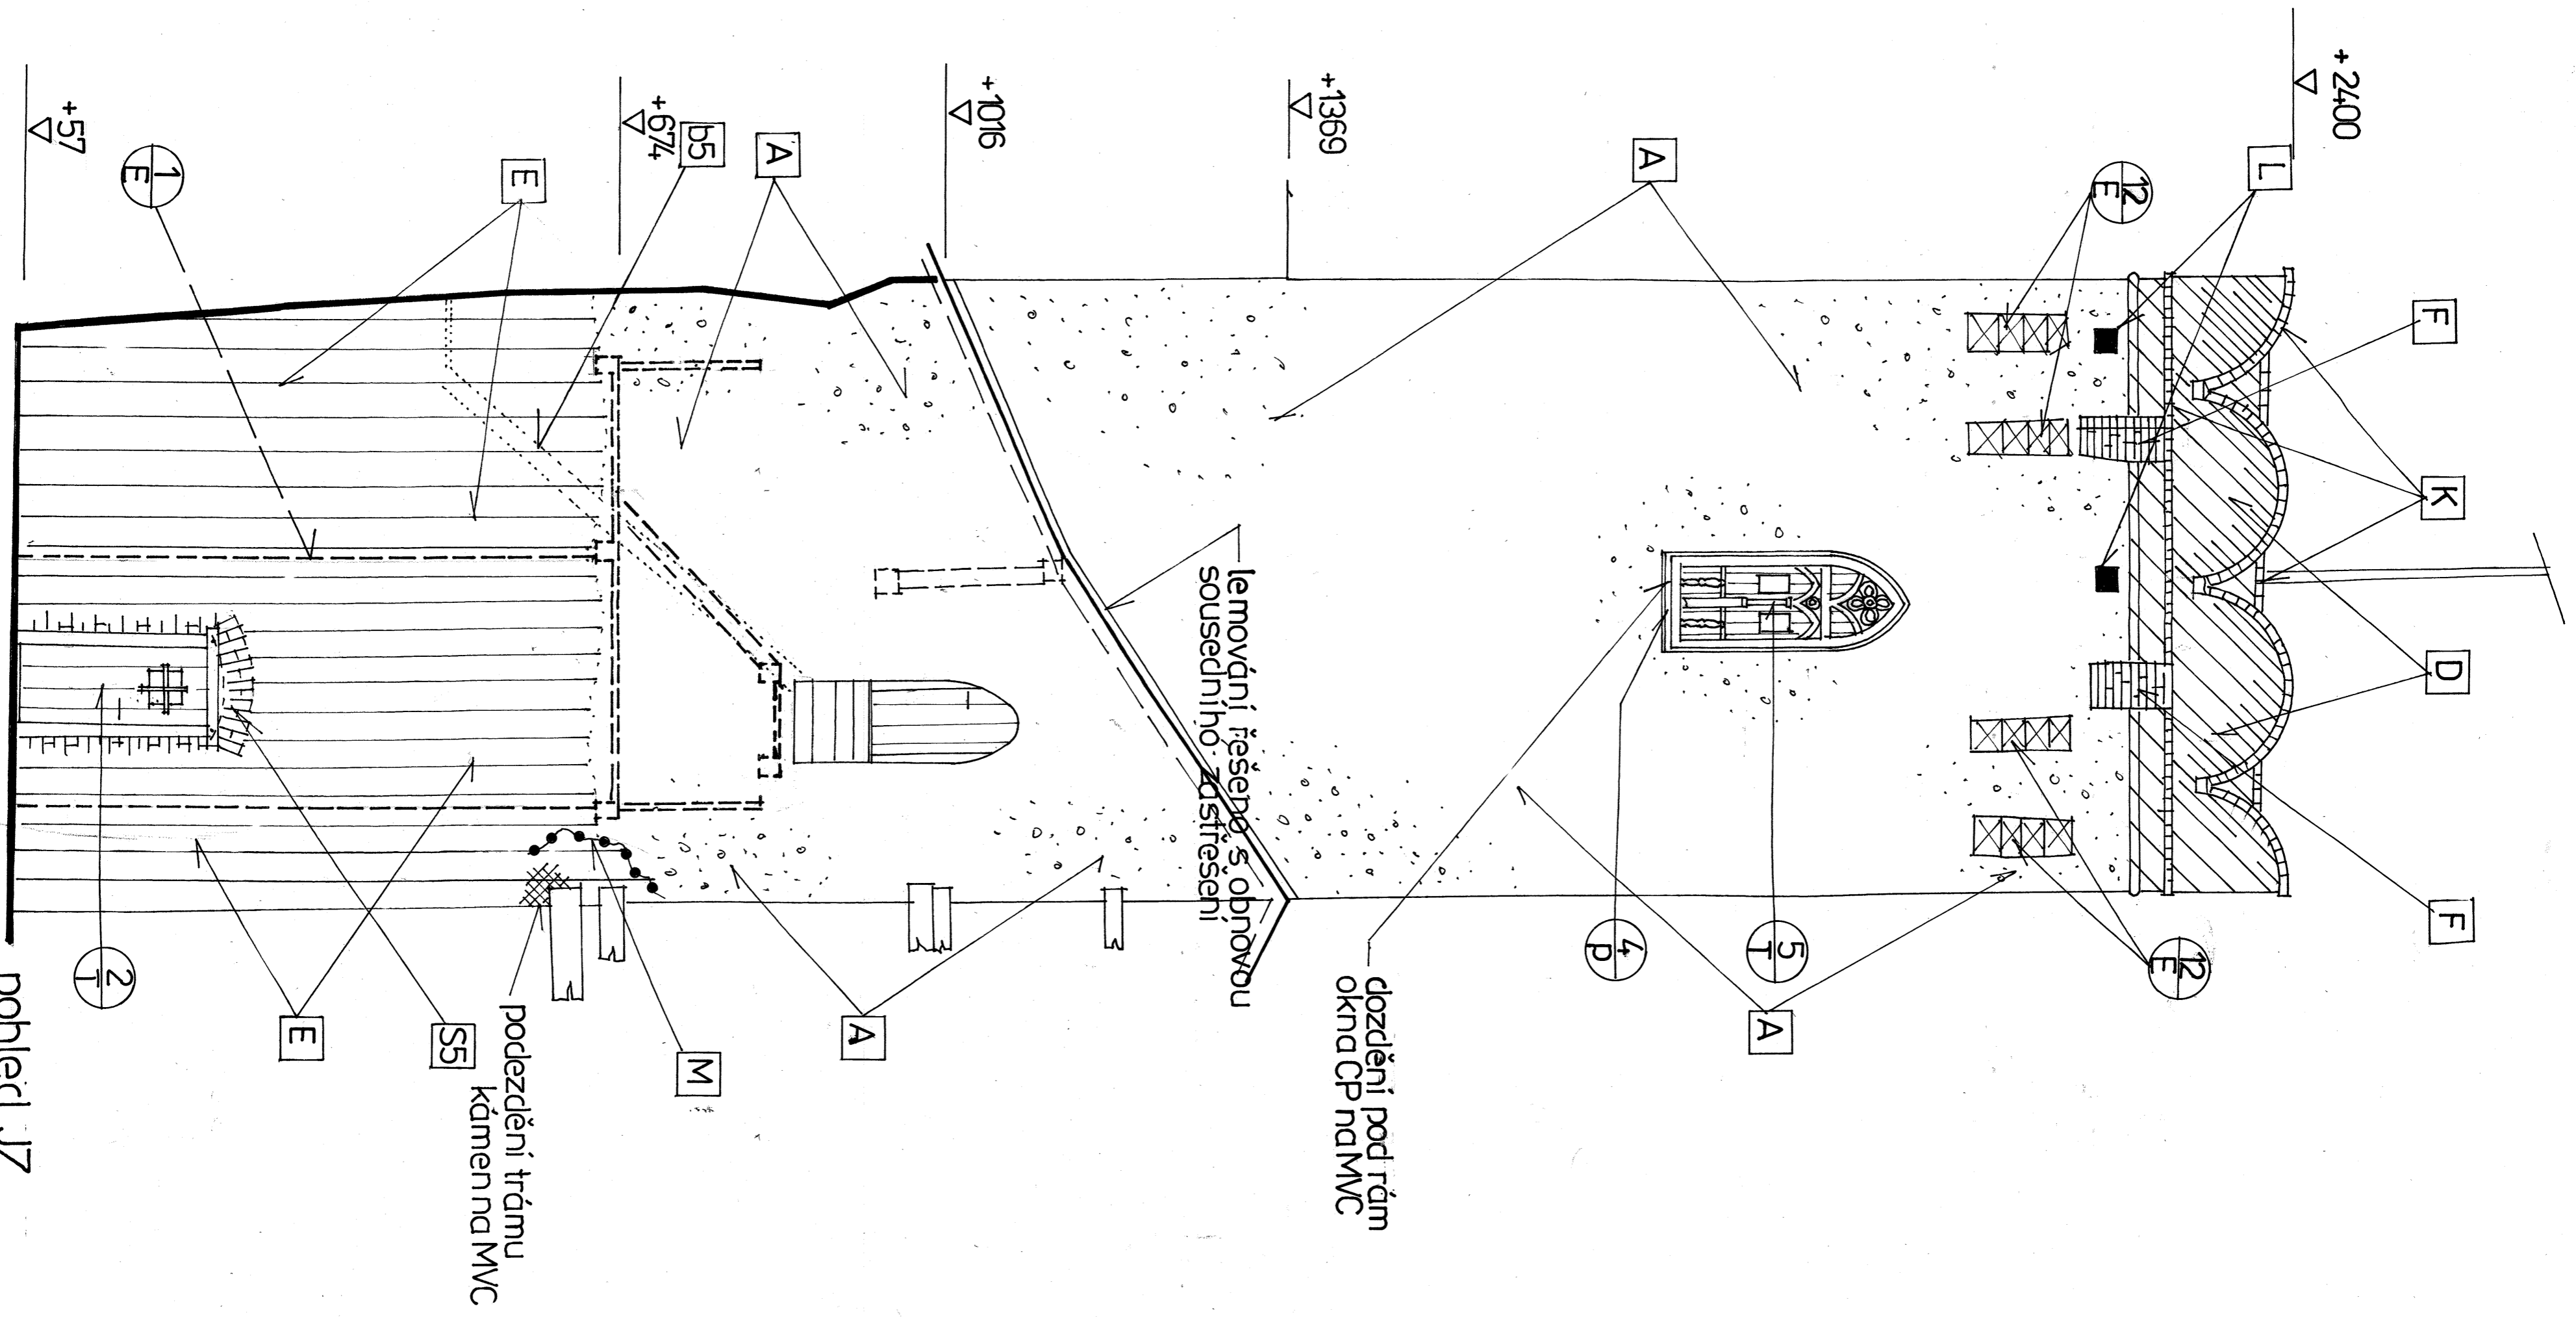 +2400
L
12
E
F
K
D
F
12
E
+1369
A
5
T
4
p
A
dozdění pod rám
okna CP na MVC
+1016
lemování řešeno s obnovou
sousedního zastřešení
A
b5
+674
A
M
E
podezdění trámu
kámen na MVC
S5
1
E
E
+57
2
T
pohled JZ